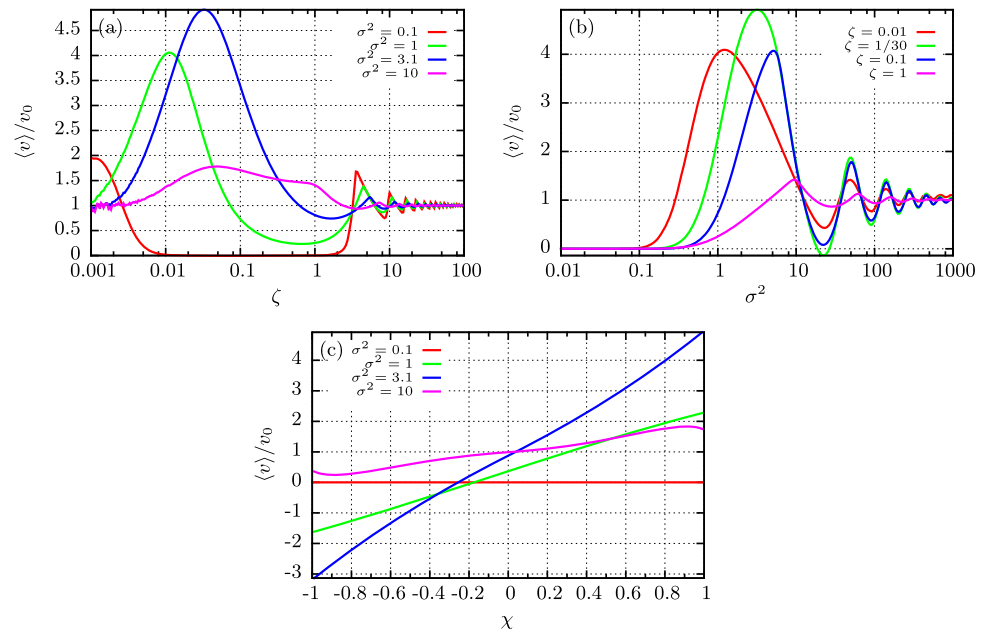 (a)
σ² = 0.1
σ² = 1
σ² = 3.1
σ² = 10
⟨v⟩/v₀
4.5
4
3.5
3
2.5
2
1.5
1
0.5
0
0.001 0.01 0.1 1 10 100
ζ
(b)
ζ = 0.01
ζ = 1/30
ζ = 0.1
ζ = 1
⟨v⟩/v₀
4
3
2
1
0
0.01 0.1 1 10 100 1000
σ²
(c)
σ² = 0.1
σ² = 1
σ² = 3.1
σ² = 10
⟨v⟩/v₀
4
3
2
1
0
-1
-2
-3
-1 -0.8 -0.6 -0.4 -0.2 0 0.2 0.4 0.6 0.8 1
χ